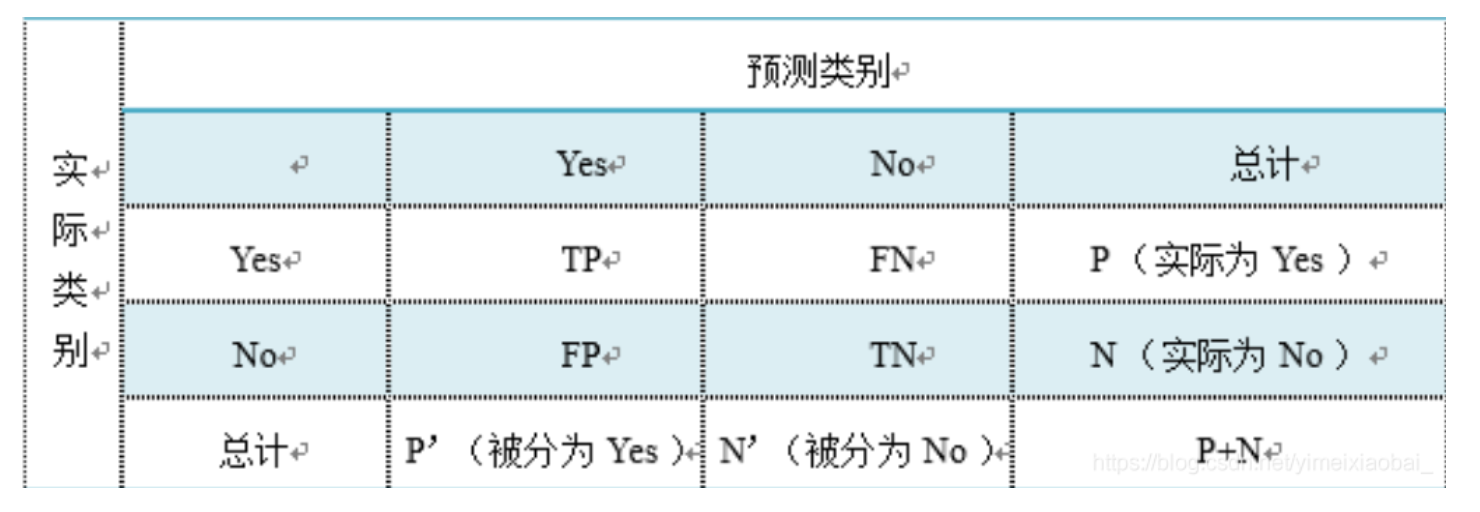 预测类别
实际类别
Yes No 总计
Yes TP FN P（实际为 Yes）
No FP TN N（实际为 No）
总计 P’（被分为 Yes） N’（被分为 No） P+N
https://blog.csdn.net/yimeixiaobai_